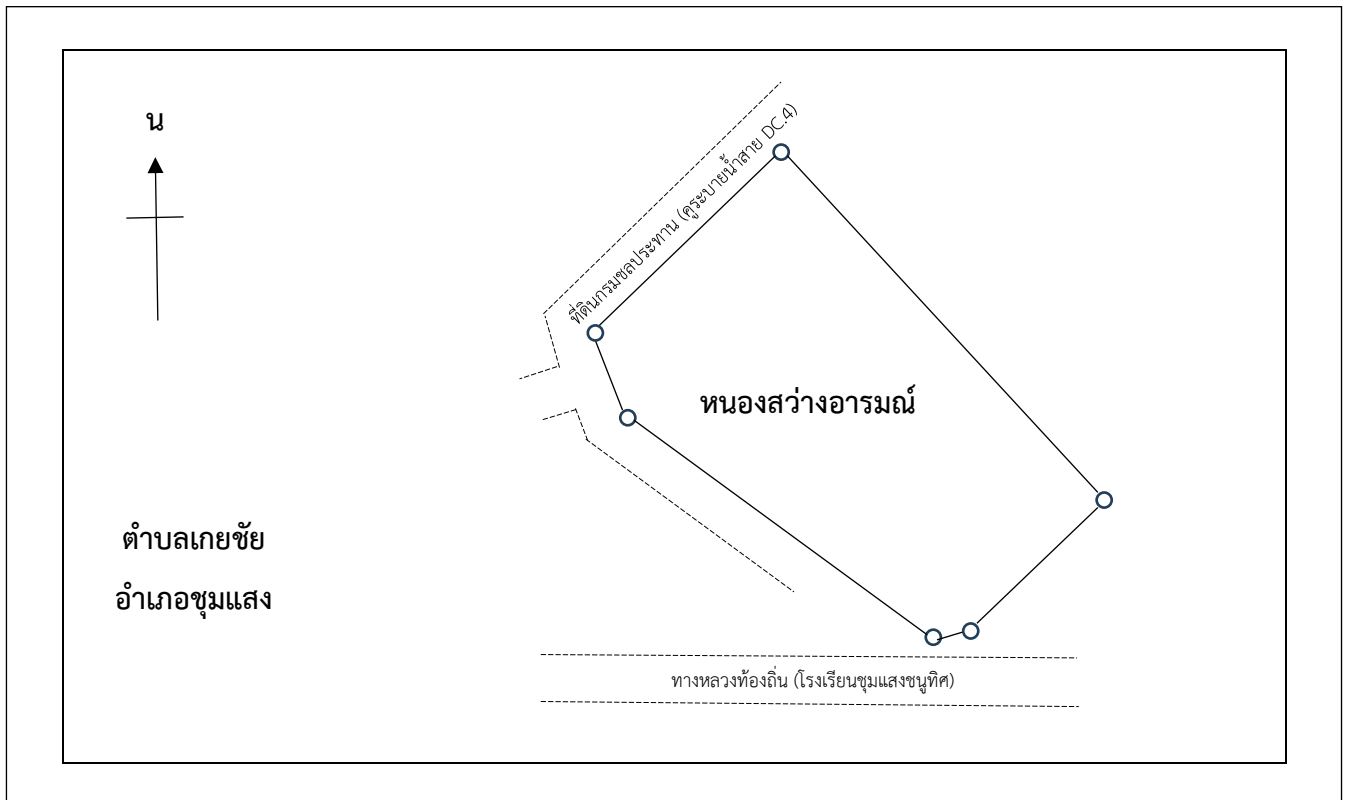 น
ที่ดินกรมชลประทาน (คูระบายน้ำสาย DC.4)
หนองสว่างอารมณ์
ตำบลเกยชัย
อำเภอชุมแสง
ทางหลวงท้องถิ่น (โรงเรียนชุมแสงชนูทิศ)